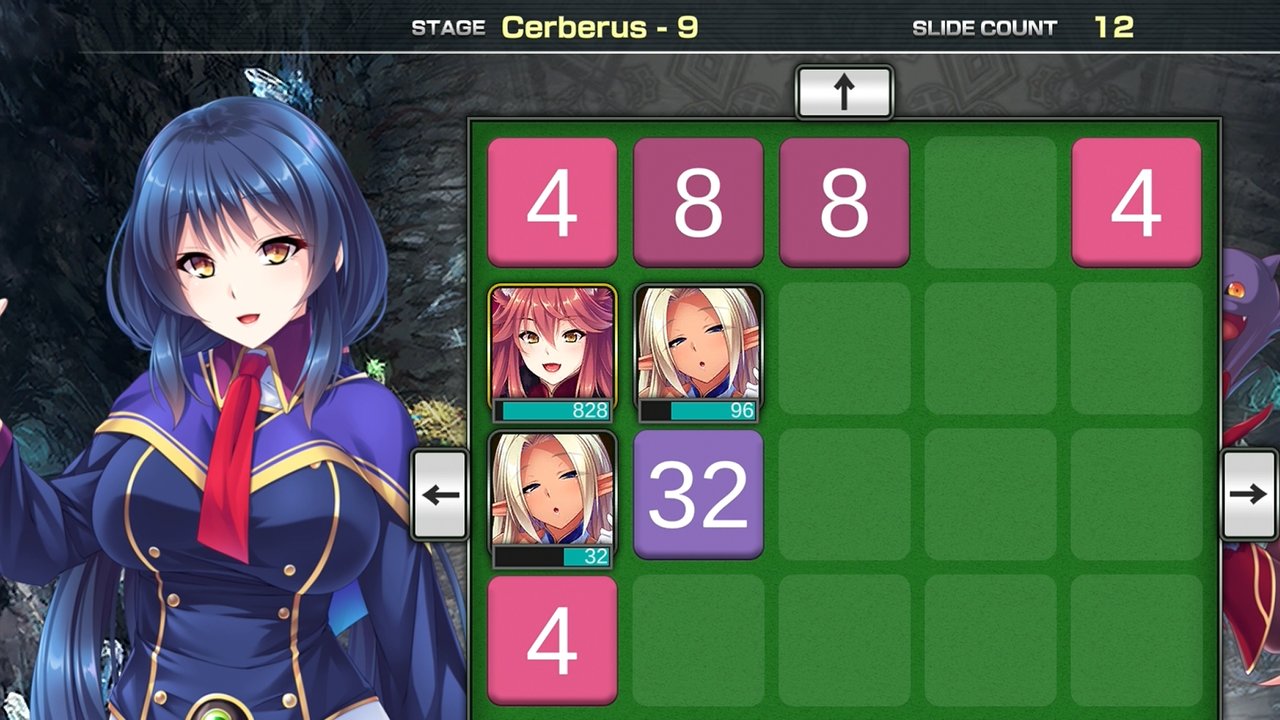 STAGE Cerberus - 9 SLIDE COUNT 12
↑
4 8 8 4
828 96
← 32 32 →
4